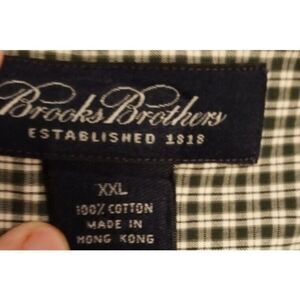 Brooks Brothers
ESTABLISHED 1818
XXL
100% COTTON
MADE IN
HONG KONG